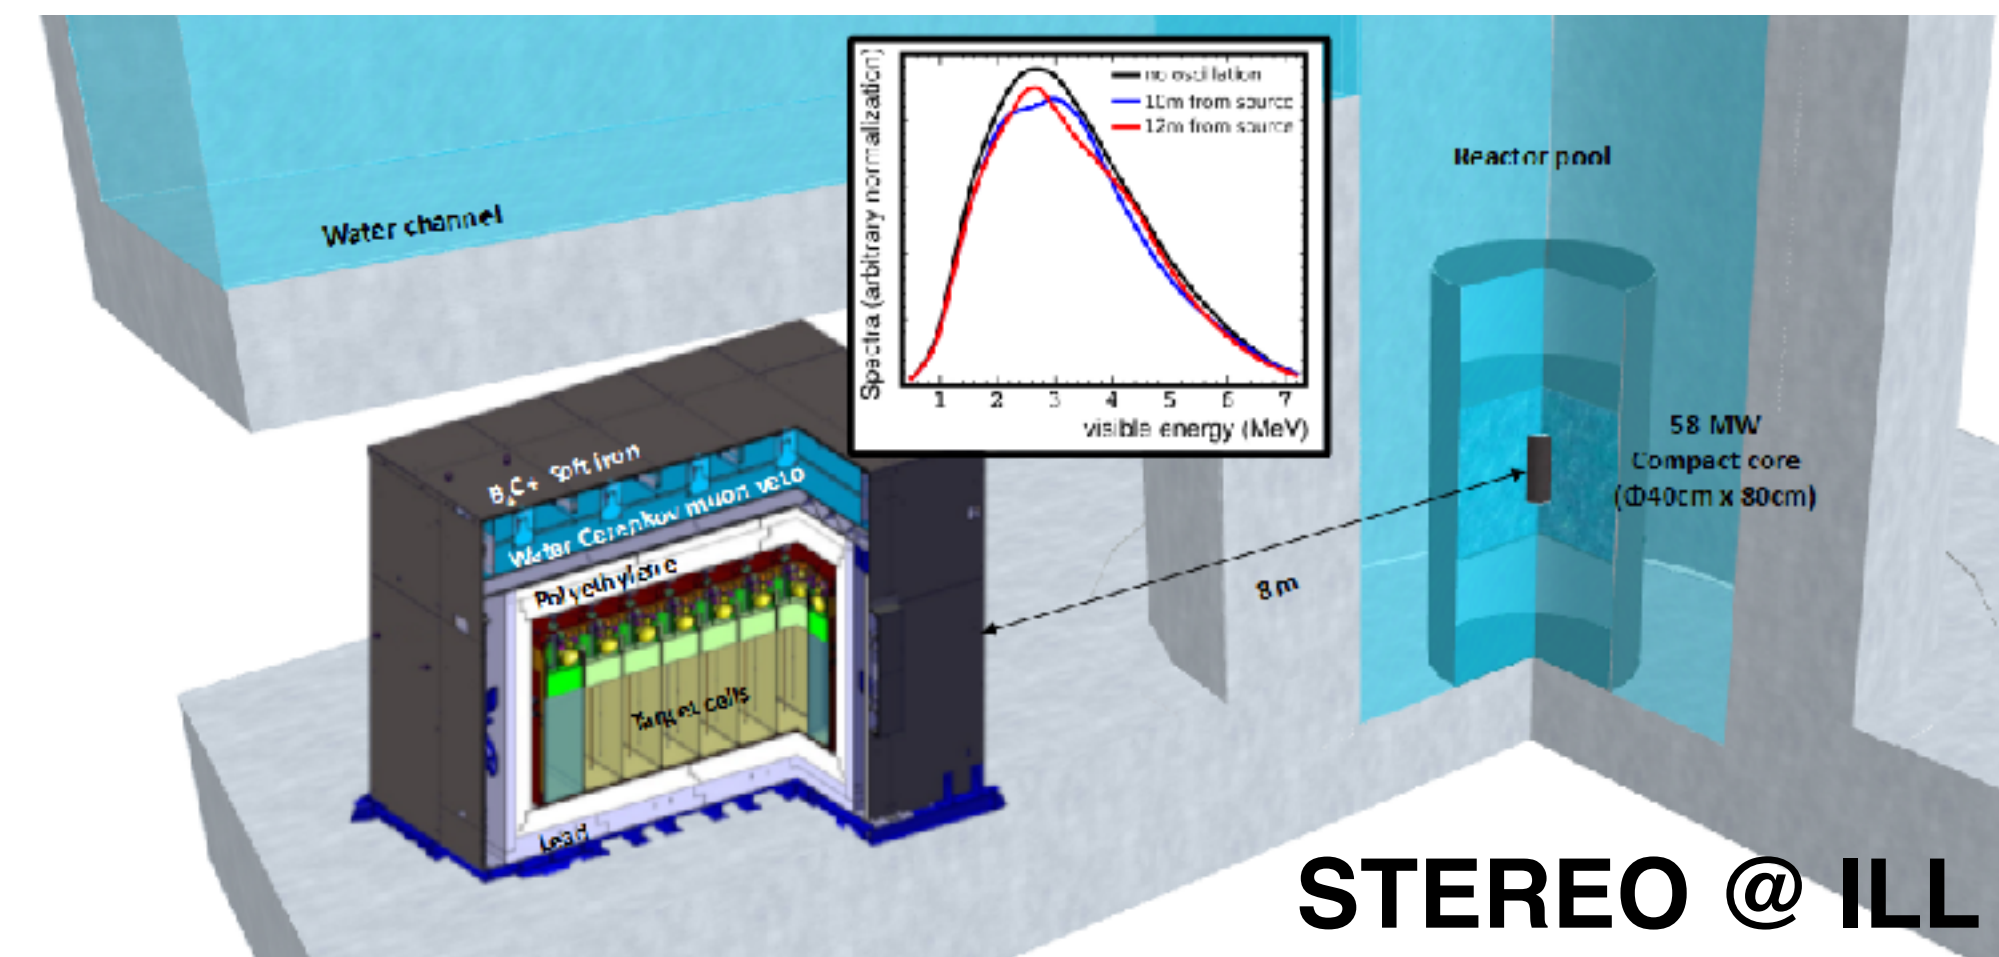 Spectra (arbitrary normalization)
no oscillation
10m from source
12m from source
1 2 3 4 5 6 7
visible energy (MeV)
Water channel
Reactor pool
58 MW
Compact core
(Φ40cm x 80cm)
8 m
B₄C + Soft iron
Water Cerenkov muon veto
Polyethylene
Target cells
Lead
STEREO @ ILL